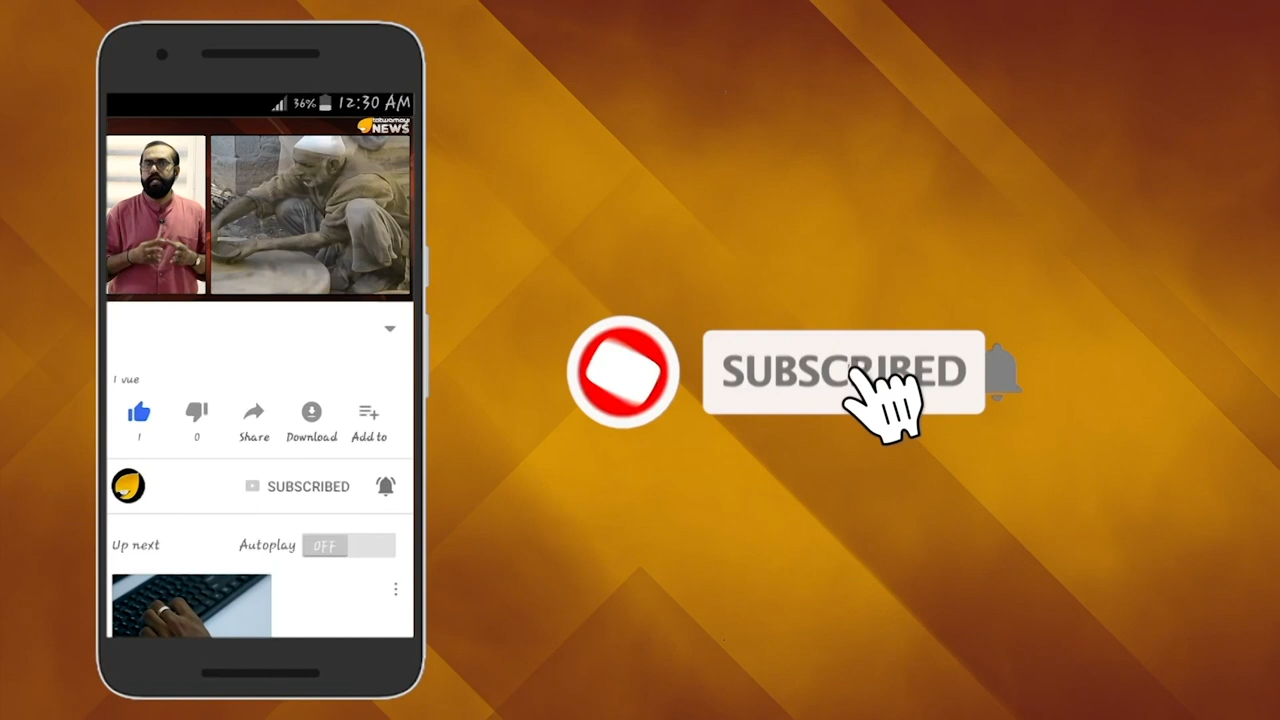 36% 12:30 AM
tatwamayi
NEWS
1 vue
1
0
Share
Download
Add to
SUBSCRIBED
Up next
Autoplay
OFF
SUBSCRIBED